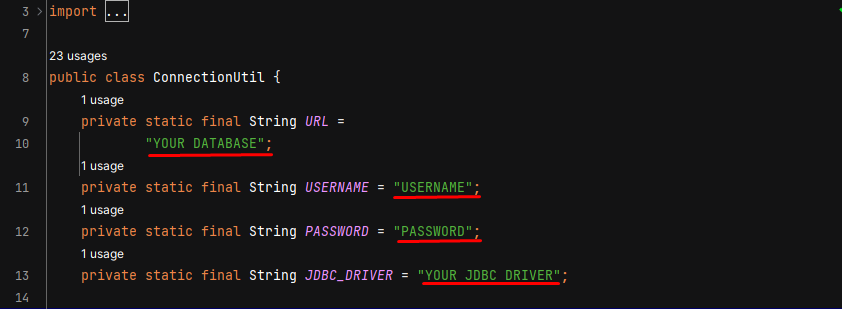 3 import ...
7
23 usages
8 public class ConnectionUtil {
1 usage
9 private static final String URL =
10 "YOUR DATABASE";
1 usage
11 private static final String USERNAME = "USERNAME";
1 usage
12 private static final String PASSWORD = "PASSWORD";
1 usage
13 private static final String JDBC_DRIVER = "YOUR JDBC DRIVER";
14